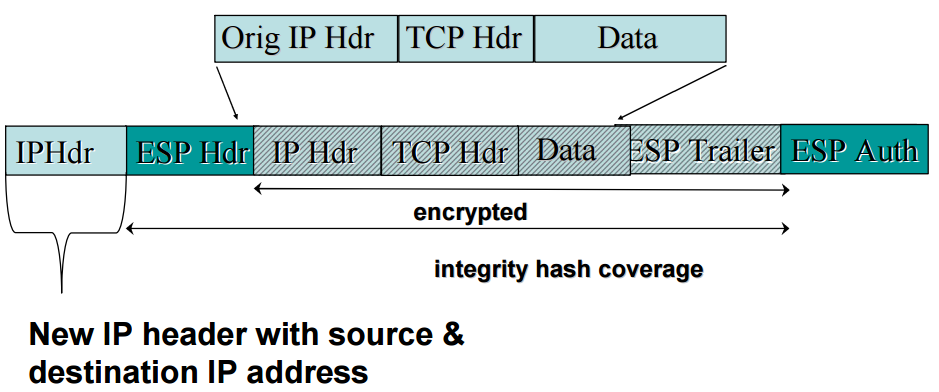 Orig IP Hdr TCP Hdr Data
IPHdr ESP Hdr IP Hdr TCP Hdr Data ESP Trailer ESP Auth
encrypted
integrity hash coverage
New IP header with source &
destination IP address